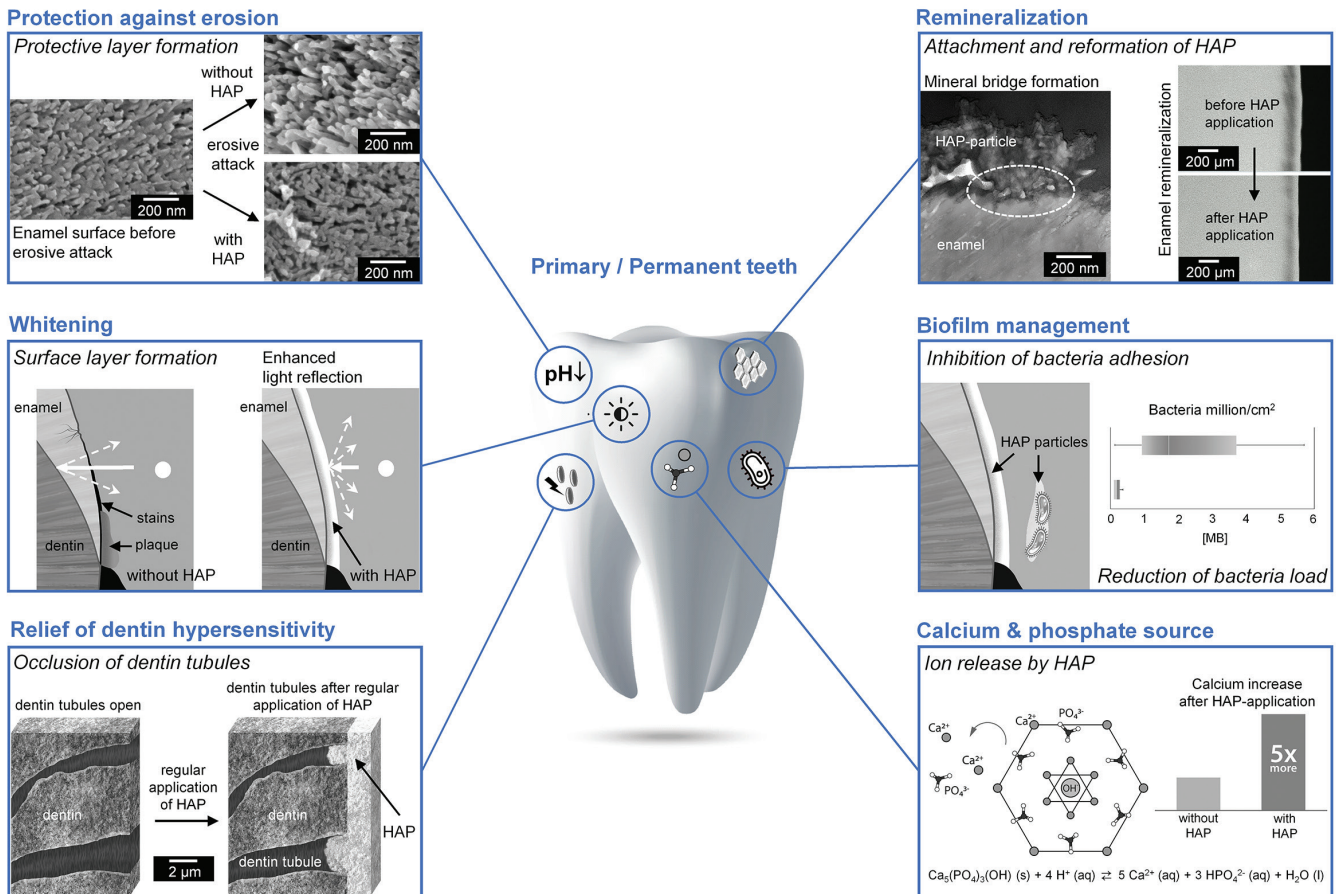 Protection against erosion
Protective layer formation
without
HAP
erosive
attack
with
HAP
200 nm
200 nm
200 nm
Enamel surface before
erosive attack
Remineralization
Attachment and reformation of HAP
Mineral bridge formation
HAP-particle
enamel
200 nm
Enamel remineralization
before HAP
application
200 µm
after HAP
application
200 µm
Primary / Permanent teeth
pH↓
Whitening
Surface layer formation
enamel
stains
plaque
dentin
without HAP
Enhanced
light reflection
enamel
dentin
with HAP
Biofilm management
Inhibition of bacteria adhesion
HAP particles
Bacteria million/cm²
0 1 2 3 4 5 6
[MB]
Reduction of bacteria load
Relief of dentin hypersensitivity
Occlusion of dentin tubules
dentin tubules open
dentin
regular
application
of HAP
2 µm
dentin tubules after regular
application of HAP
dentin
dentin tubule
HAP
Calcium & phosphate source
Ion release by HAP
Ca²⁺
Ca²⁺
PO₄³⁻
Ca²⁺
PO₄³⁻
OH
Calcium increase
after HAP-application
5x
more
without
HAP
with
HAP
Ca₅(PO₄)₃(OH) (s) + 4 H⁺ (aq) ⇄ 5 Ca²⁺ (aq) + 3 HPO₄²⁻ (aq) + H₂O (l)